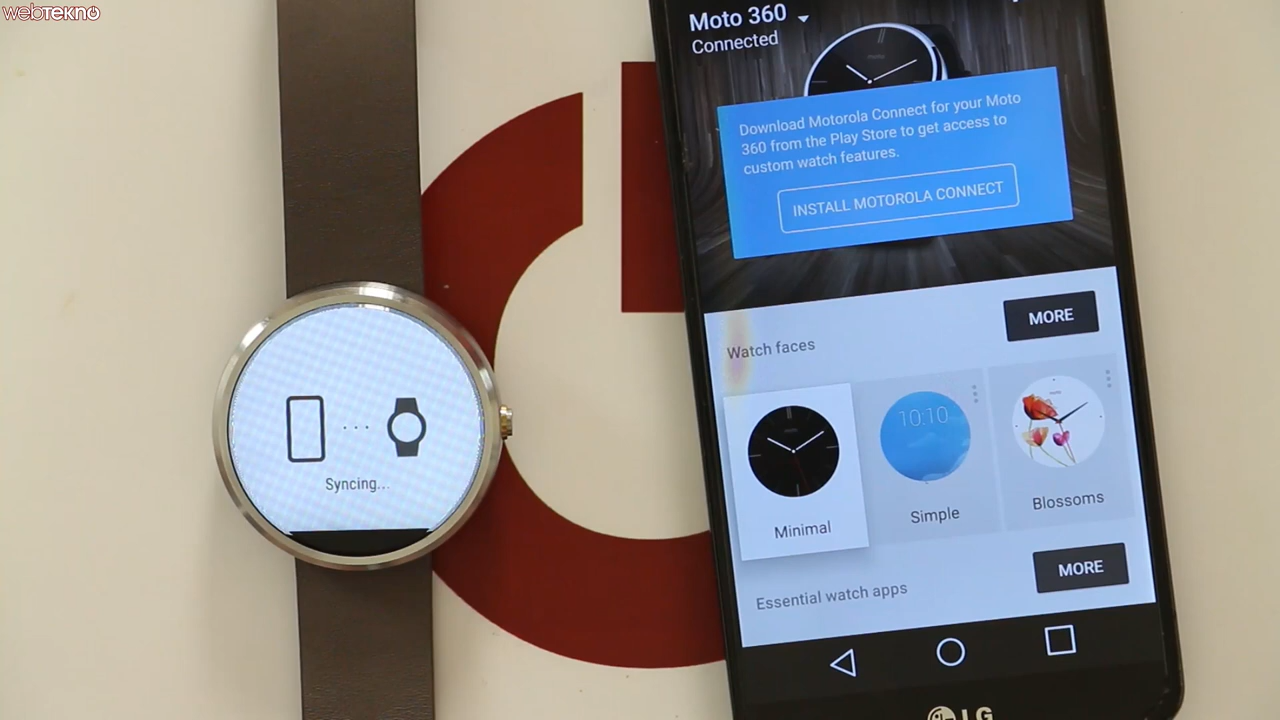 webtekno
Moto 360
Connected
Download Motorola Connect for your Moto
360 from the Play Store to get access to
custom watch features.
INSTALL MOTOROLA CONNECT
Watch faces
MORE
10:10
Minimal
Simple
Blossoms
Essential watch apps
MORE
LG
Syncing...